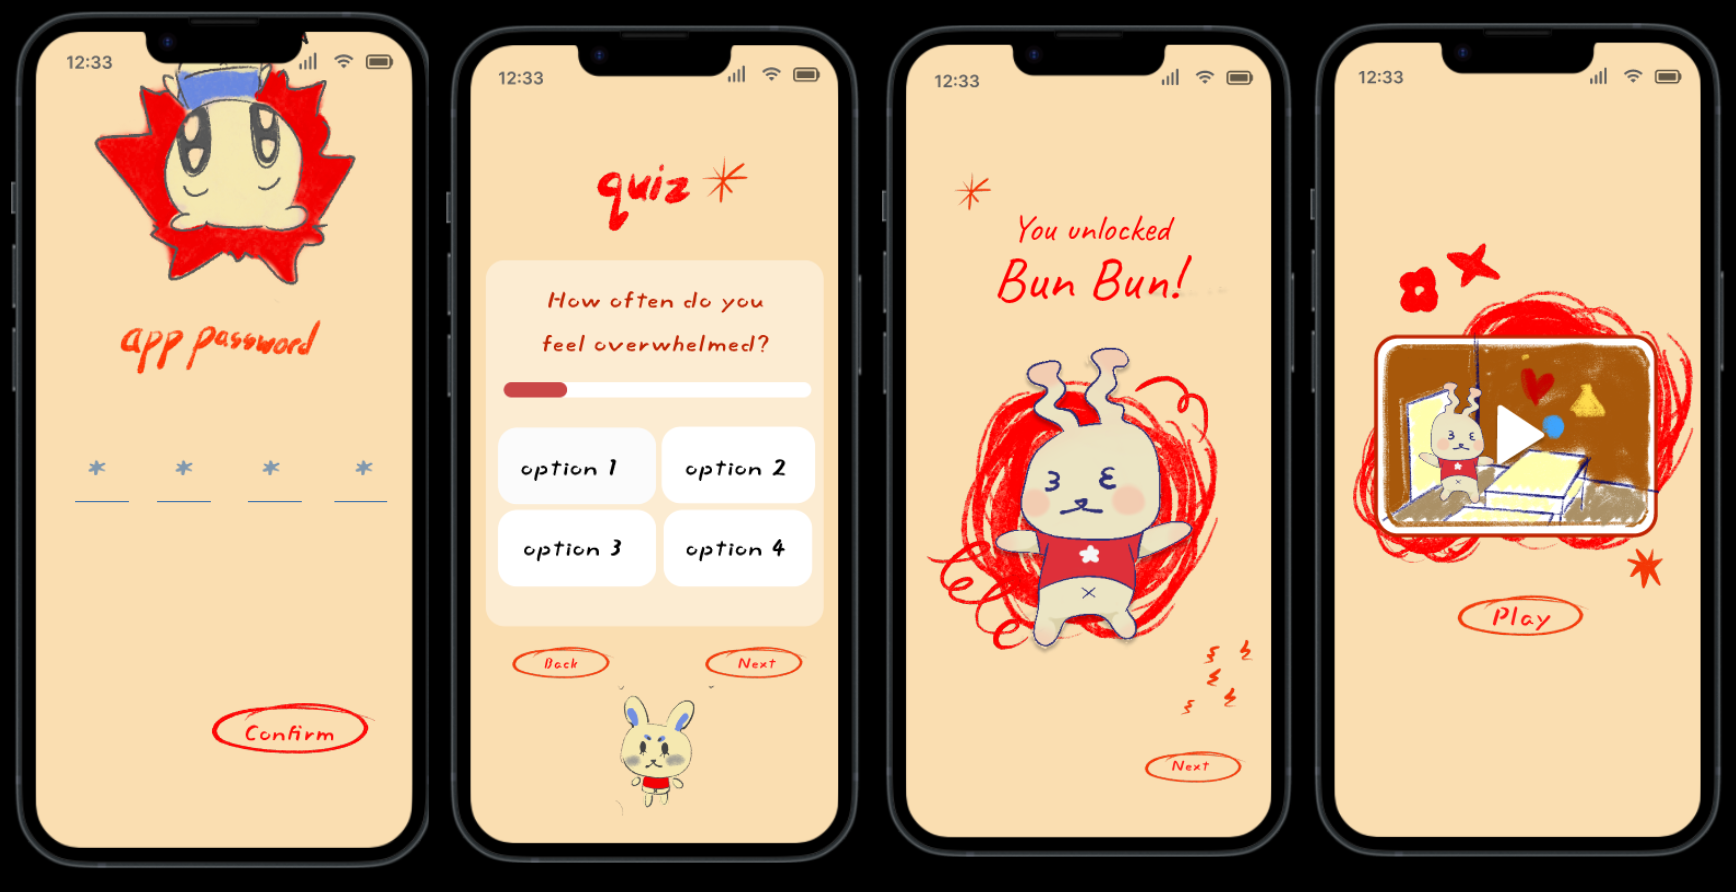 12:33
app password
* * * *
Confirm
12:33
quiz
How often do you
feel overwhelmed?
option 1
option 2
option 3
option 4
Back
Next
12:33
You unlocked
Bun Bun!
Next
12:33
Play